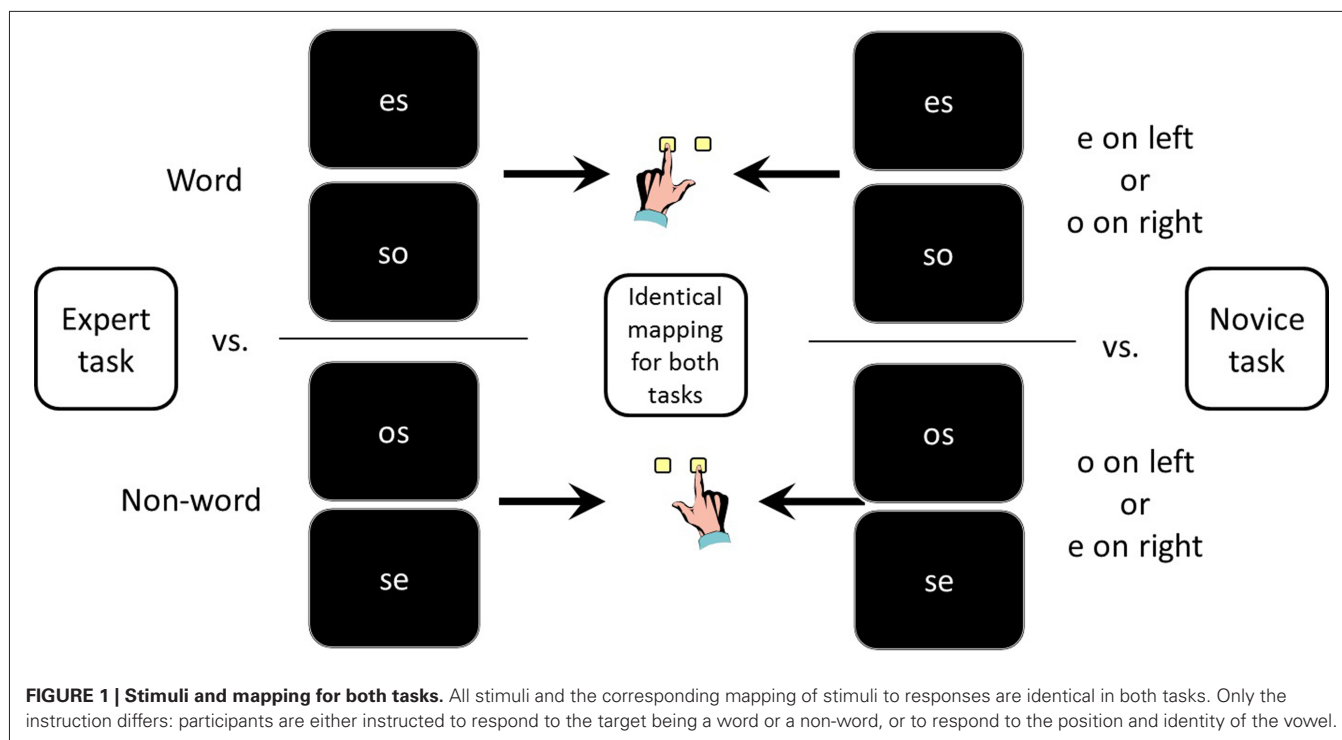 Word
es
so
es
so
e on left
or
o on right
Expert
task
vs.
Identical
mapping
for both
tasks
vs.
Novice
task
Non-word
os
se
os
se
o on left
or
e on right
FIGURE 1 | Stimuli and mapping for both tasks. All stimuli and the corresponding mapping of stimuli to responses are identical in both tasks. Only the
instruction differs: participants are either instructed to respond to the target being a word or a non-word, or to respond to the position and identity of the vowel.